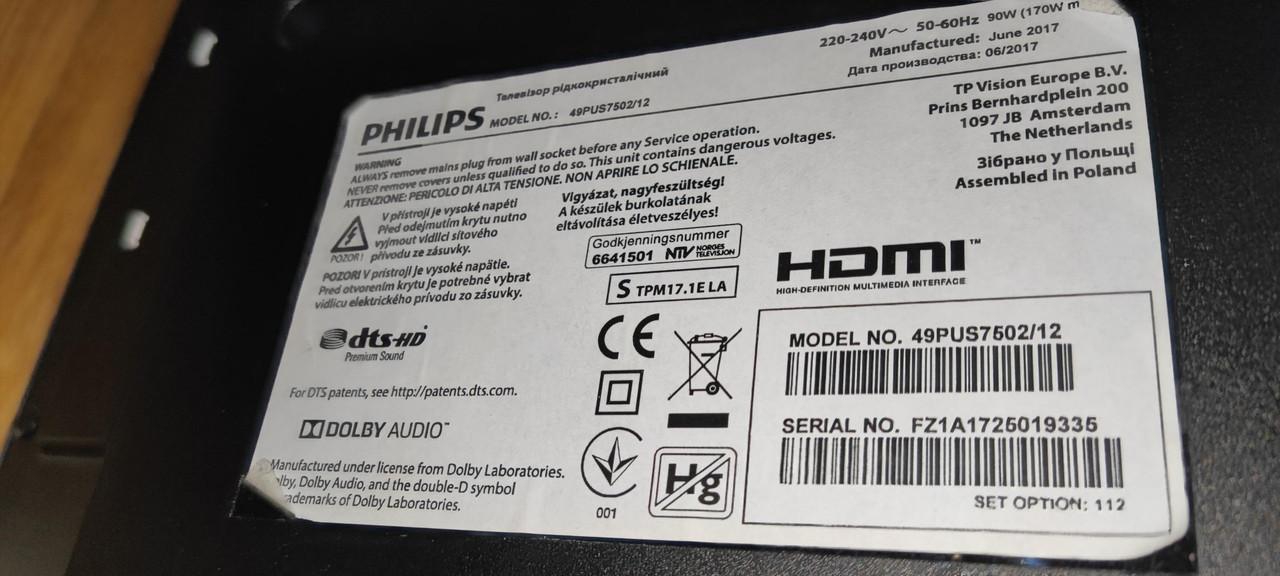 Телевізор рідкокристалічний
220-240V～ 50-60Hz 90W (170W m
PHILIPS MODEL NO.: 49PUS7502/12
Manufactured: June 2017
Дата производства: 06/2017
WARNING
ALWAYS remove mains plug from wall socket before any Service operation.
NEVER remove covers unless qualified to do so. This unit contains dangerous voltages.
ATTENZIONE: PERICOLO DI ALTA TENSIONE. NON APRIRE LO SCHIENALE.
TP Vision Europe B.V.
Prins Bernhardplein 200
1097 JB Amsterdam
The Netherlands
Зібрано у Польщі
Assembled in Poland
V přístroji je vysoké napětí
Před odejmutím krytu nutno
vyjmout vidlici síťového
přívodu ze zásuvky.
POZOR!
POZOR! V prístroji je vysoké napätie.
Pred otvorením krytu je potrebné vybrat
vidlicu elektrického prívodu zo zásuvky.
Vigyázat, nagyfeszültség!
A készülek burkolatának
eltávolítása életveszélyes!
Godkjenningsnummer
6641501 NTV NORGES TELEVISJON
S TPM17.1E LA
HDMI™
HIGH-DEFINITION MULTIMEDIA INTERFACE
dts-HD
Premium Sound
For DTS patents, see http://patents.dts.com.
DOLBY AUDIO™
Manufactured under license from Dolby Laboratories.
lby, Dolby Audio, and the double-D symbol
ademarks of Dolby Laboratories.
CE
001
Hg
MODEL NO. 49PUS7502/12
SERIAL NO. FZ1A1725019335
SET OPTION: 112